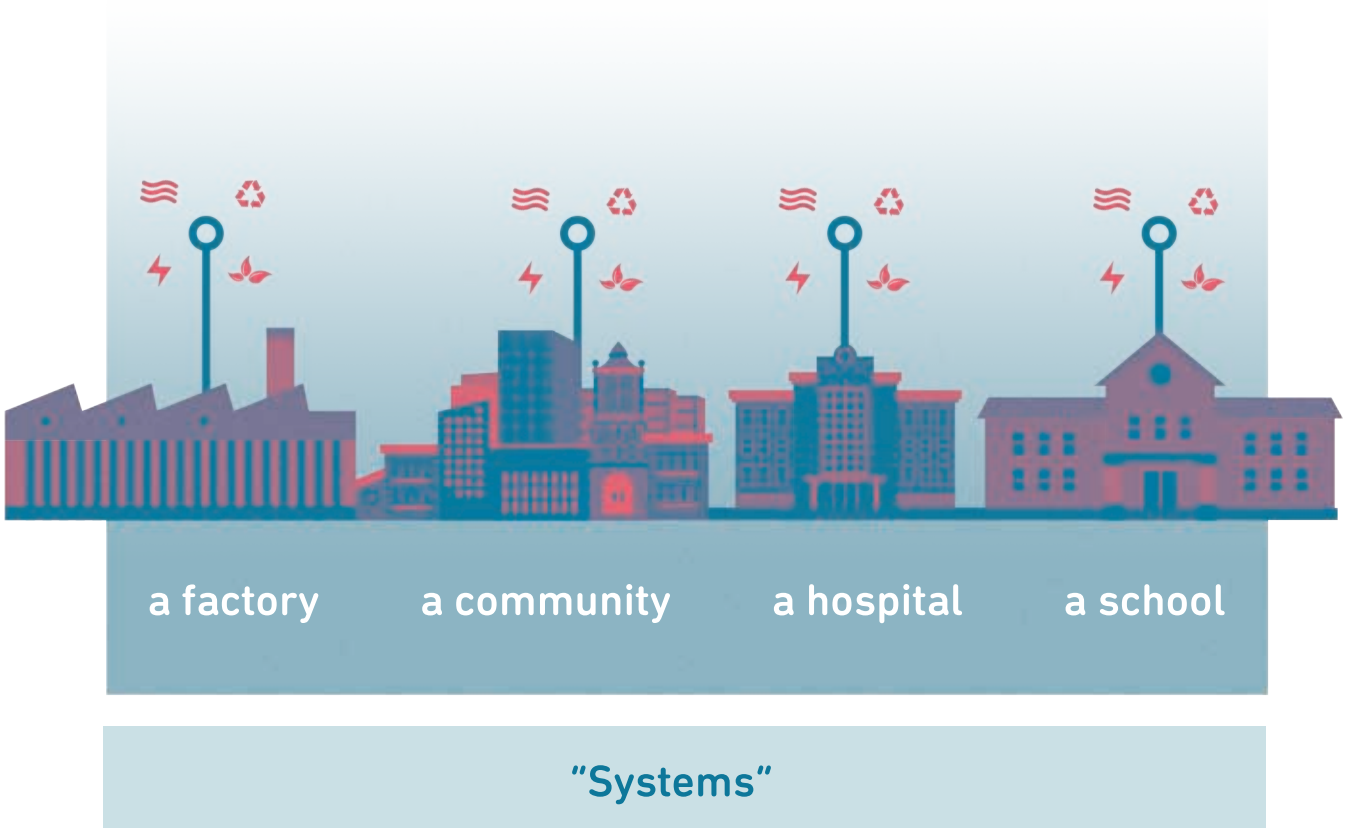 a factory
a community
a hospital
a school
”Systems”